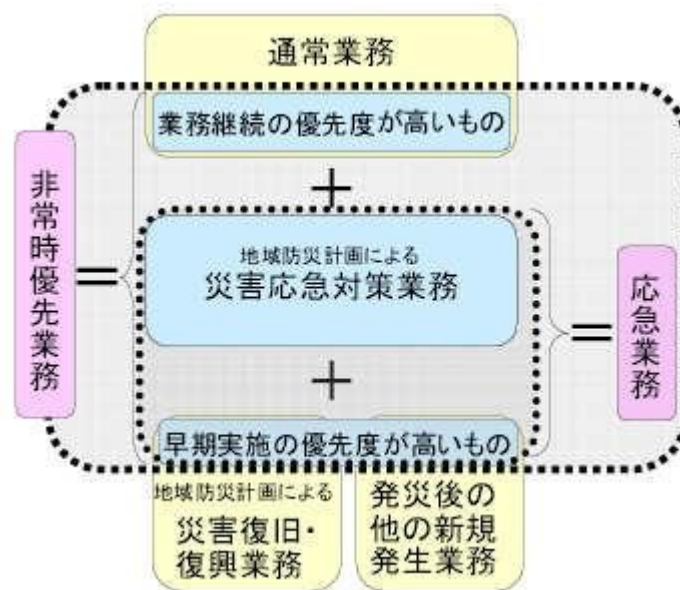 通常業務
業務継続の優先度が高いもの
+
非常時優先業務
=
地域防災計画による
災害応急対策業務
=
応急業務
+
早期実施の優先度が高いもの
地域防災計画による
災害復旧・
復興業務
発災後の
他の新規
発生業務